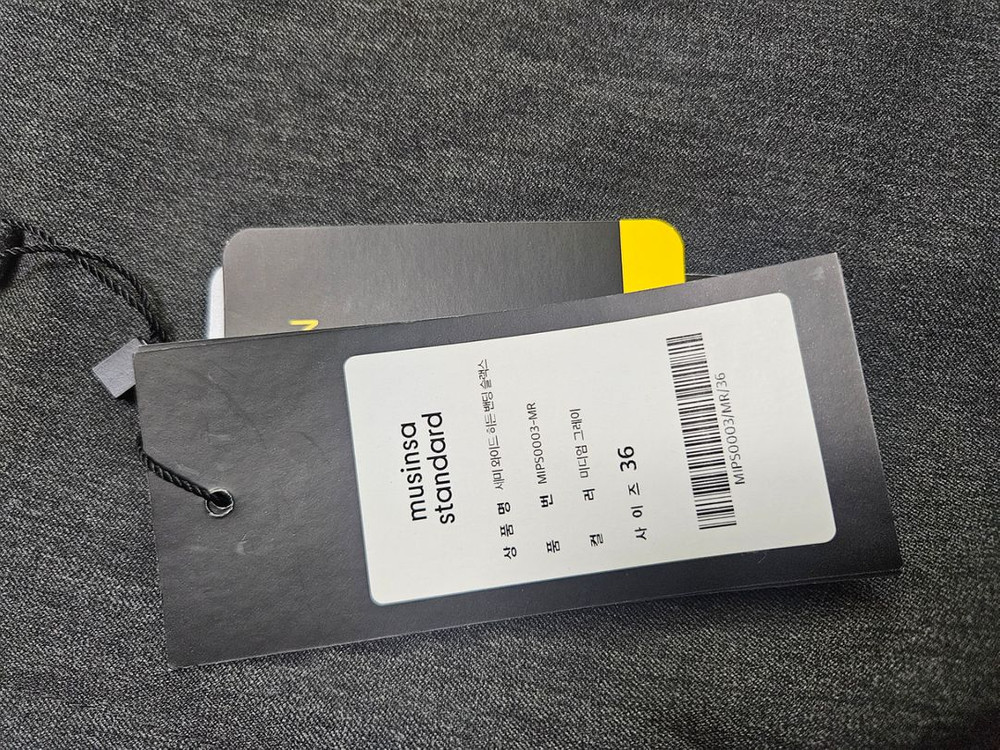 musinsa
standard
상품명 세미 와이드 히든 밴딩 슬랙스
품번 MIPS0003-MR
컬러 미디엄 그레이
사이즈 36
MIPS0003/MR/36